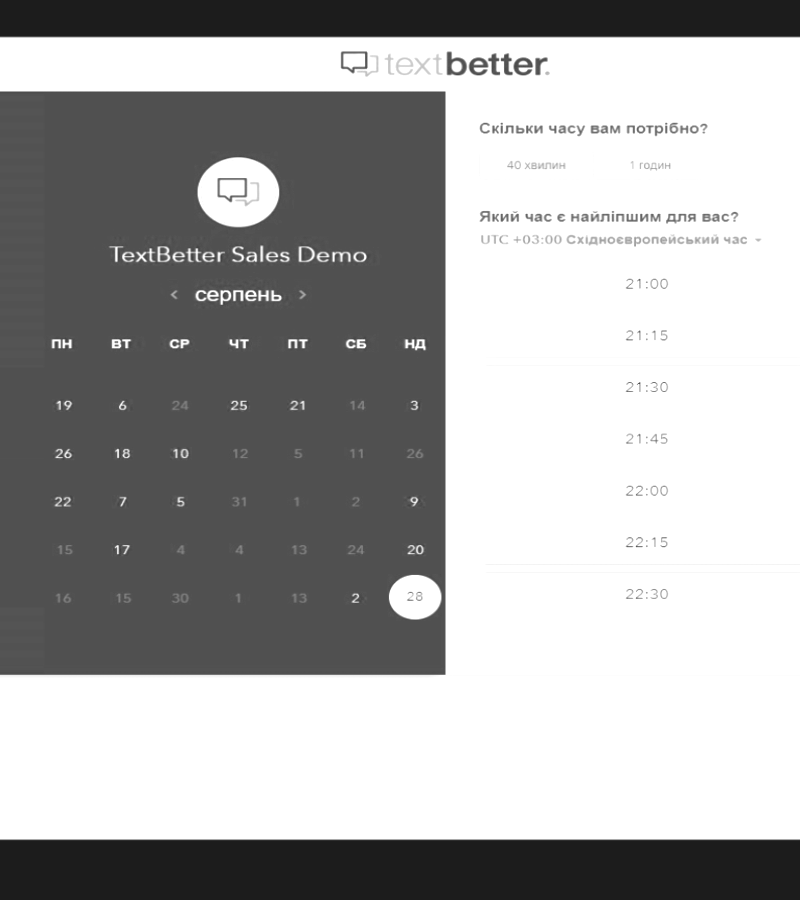 textbetter.
TextBetter Sales Demo
< серпень >
ПН ВТ СР ЧТ ПТ СБ НД
19 6 24 25 21 14 3
26 18 10 12 5 11 26
22 7 5 31 1 2 9
15 17 4 4 13 24 20
16 15 30 1 13 2 28
Скільки часу вам потрібно?
40 хвилин 1 годин
Який час є найліпшим для вас?
UTC +03:00 Східноєвропейський час
21:00
21:15
21:30
21:45
22:00
22:15
22:30